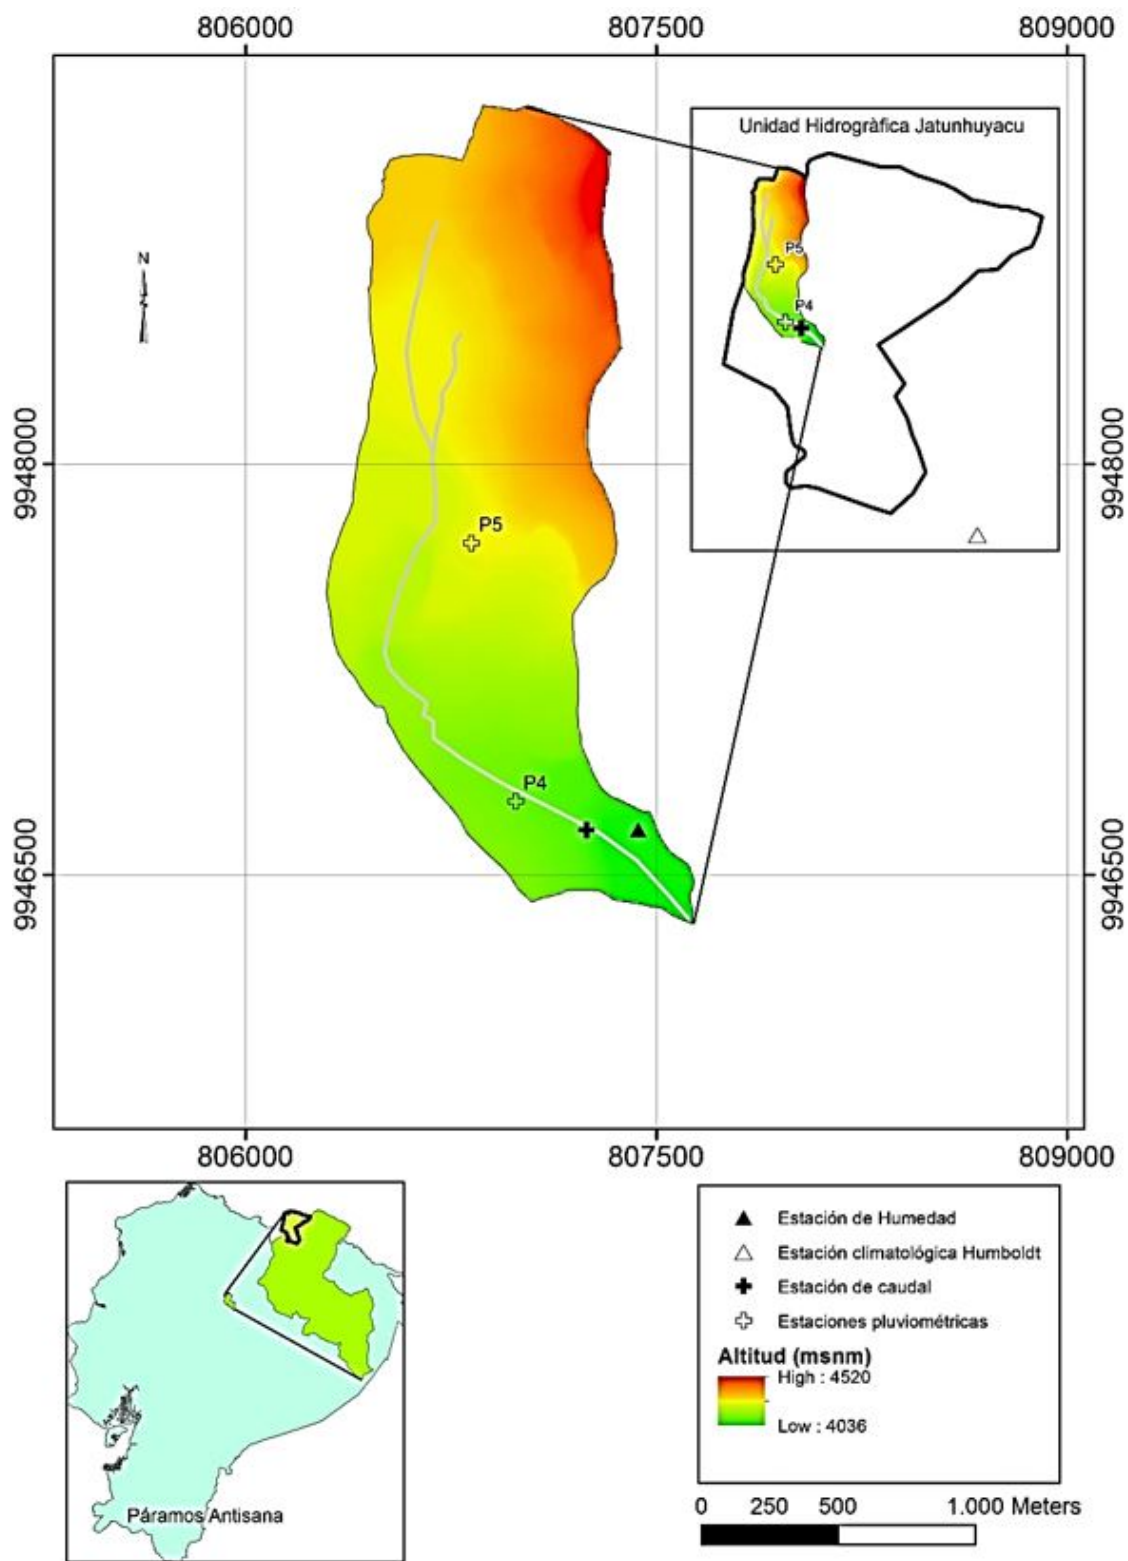 806000 807500 809000
Unidad Hidrogràfica Jatunhuyacu
P5
P4
N
9948000 9948000
P5
P4
9946500 9946500
806000 807500 809000
Estación de Humedad
Estación climatológica Humboldt
Estación de caudal
Estaciones pluviométricas
Altitud (msnm)
High : 4520
Low : 4036
Páramos Antisana
0 250 500 1.000 Meters